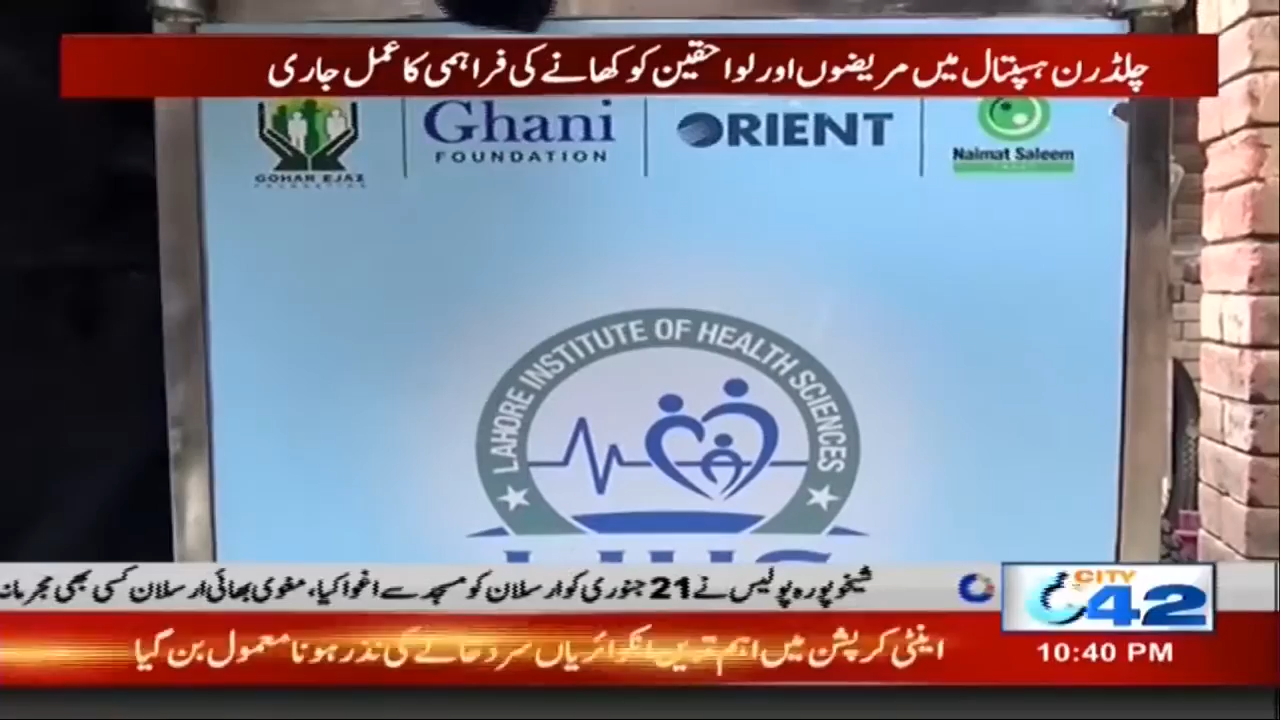 چلڈرن ہسپتال میں مریضوں اور لواحقین کو کھانے کی فراہمی کا عمل جاری
GOHAR EJAZ
FOUNDATION
Ghani
FOUNDATION
ORIENT
Naimat Saleem
LAHORE INSTITUTE OF HEALTH SCIENCES
شیخوپورہ پولیس نے 21 جنوری کو ارسلان کو مسجد سے اغوا کیا، مغوی بھائی ارسلان کسی بھی مجرمانہ
CITY
42
اینٹی کرپشن میں اہم ترین انکوائریاں سرد خانے کی نذر ہونا معمول بن گیا
10:40 PM